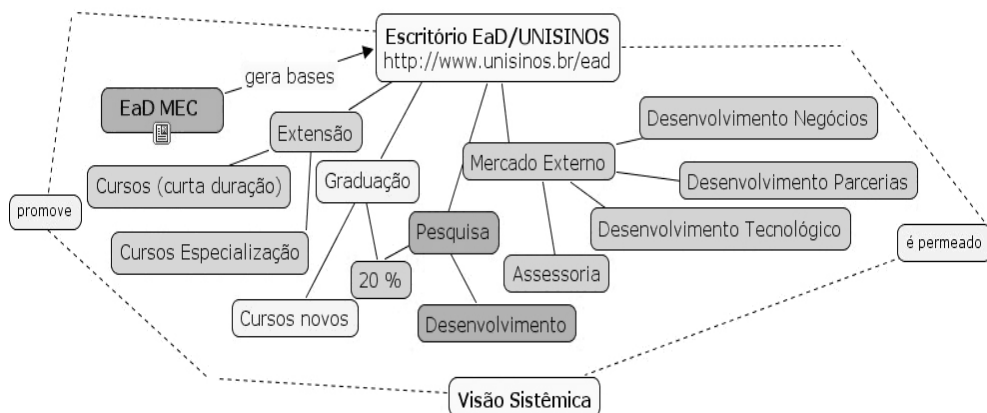 Escritório EaD/UNISINOS
http://www.unisinos.br/ead
gera bases
EaD MEC
Extensão
Desenvolvimento Negócios
Mercado Externo
Cursos (curta duração)
Graduação
Desenvolvimento Parcerias
promove
Pesquisa
Desenvolvimento Tecnológico
é permeado
Cursos Especialização
20 %
Assessoria
Cursos novos
Desenvolvimento
Visão Sistêmica